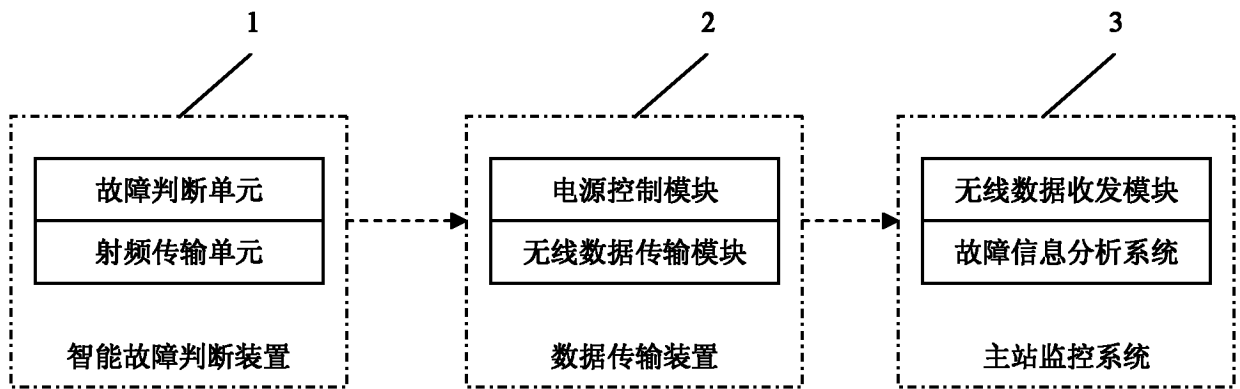 1
2
3
故障判断单元
射频传输单元
智能故障判断装置
电源控制模块
无线数据传输模块
数据传输装置
无线数据收发模块
故障信息分析系统
主站监控系统